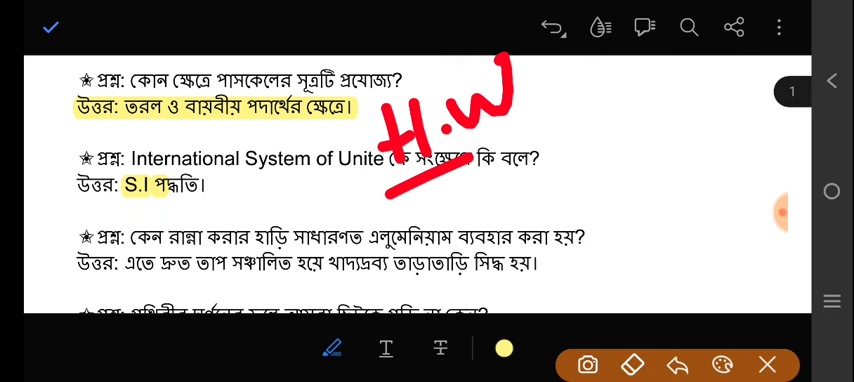 1
✯ প্রশ্ন: কোন ক্ষেত্রে পাসকেলের সূত্রটি প্রযোজ্য?
উত্তর: তরল ও বায়বীয় পদার্থের ক্ষেত্রে।
H.W
✯ প্রশ্ন: International System of Unite কে সংক্ষেপে কি বলে?
উত্তর: S.I পদ্ধতি।
✯ প্রশ্ন: কেন রান্না করার হাড়ি সাধারণত এলুমেনিয়াম ব্যবহার করা হয়?
উত্তর: এতে দ্রুত তাপ সঞ্চালিত হয়ে খাদ্যদ্রব্য তাড়াতাড়ি সিদ্ধ হয়।